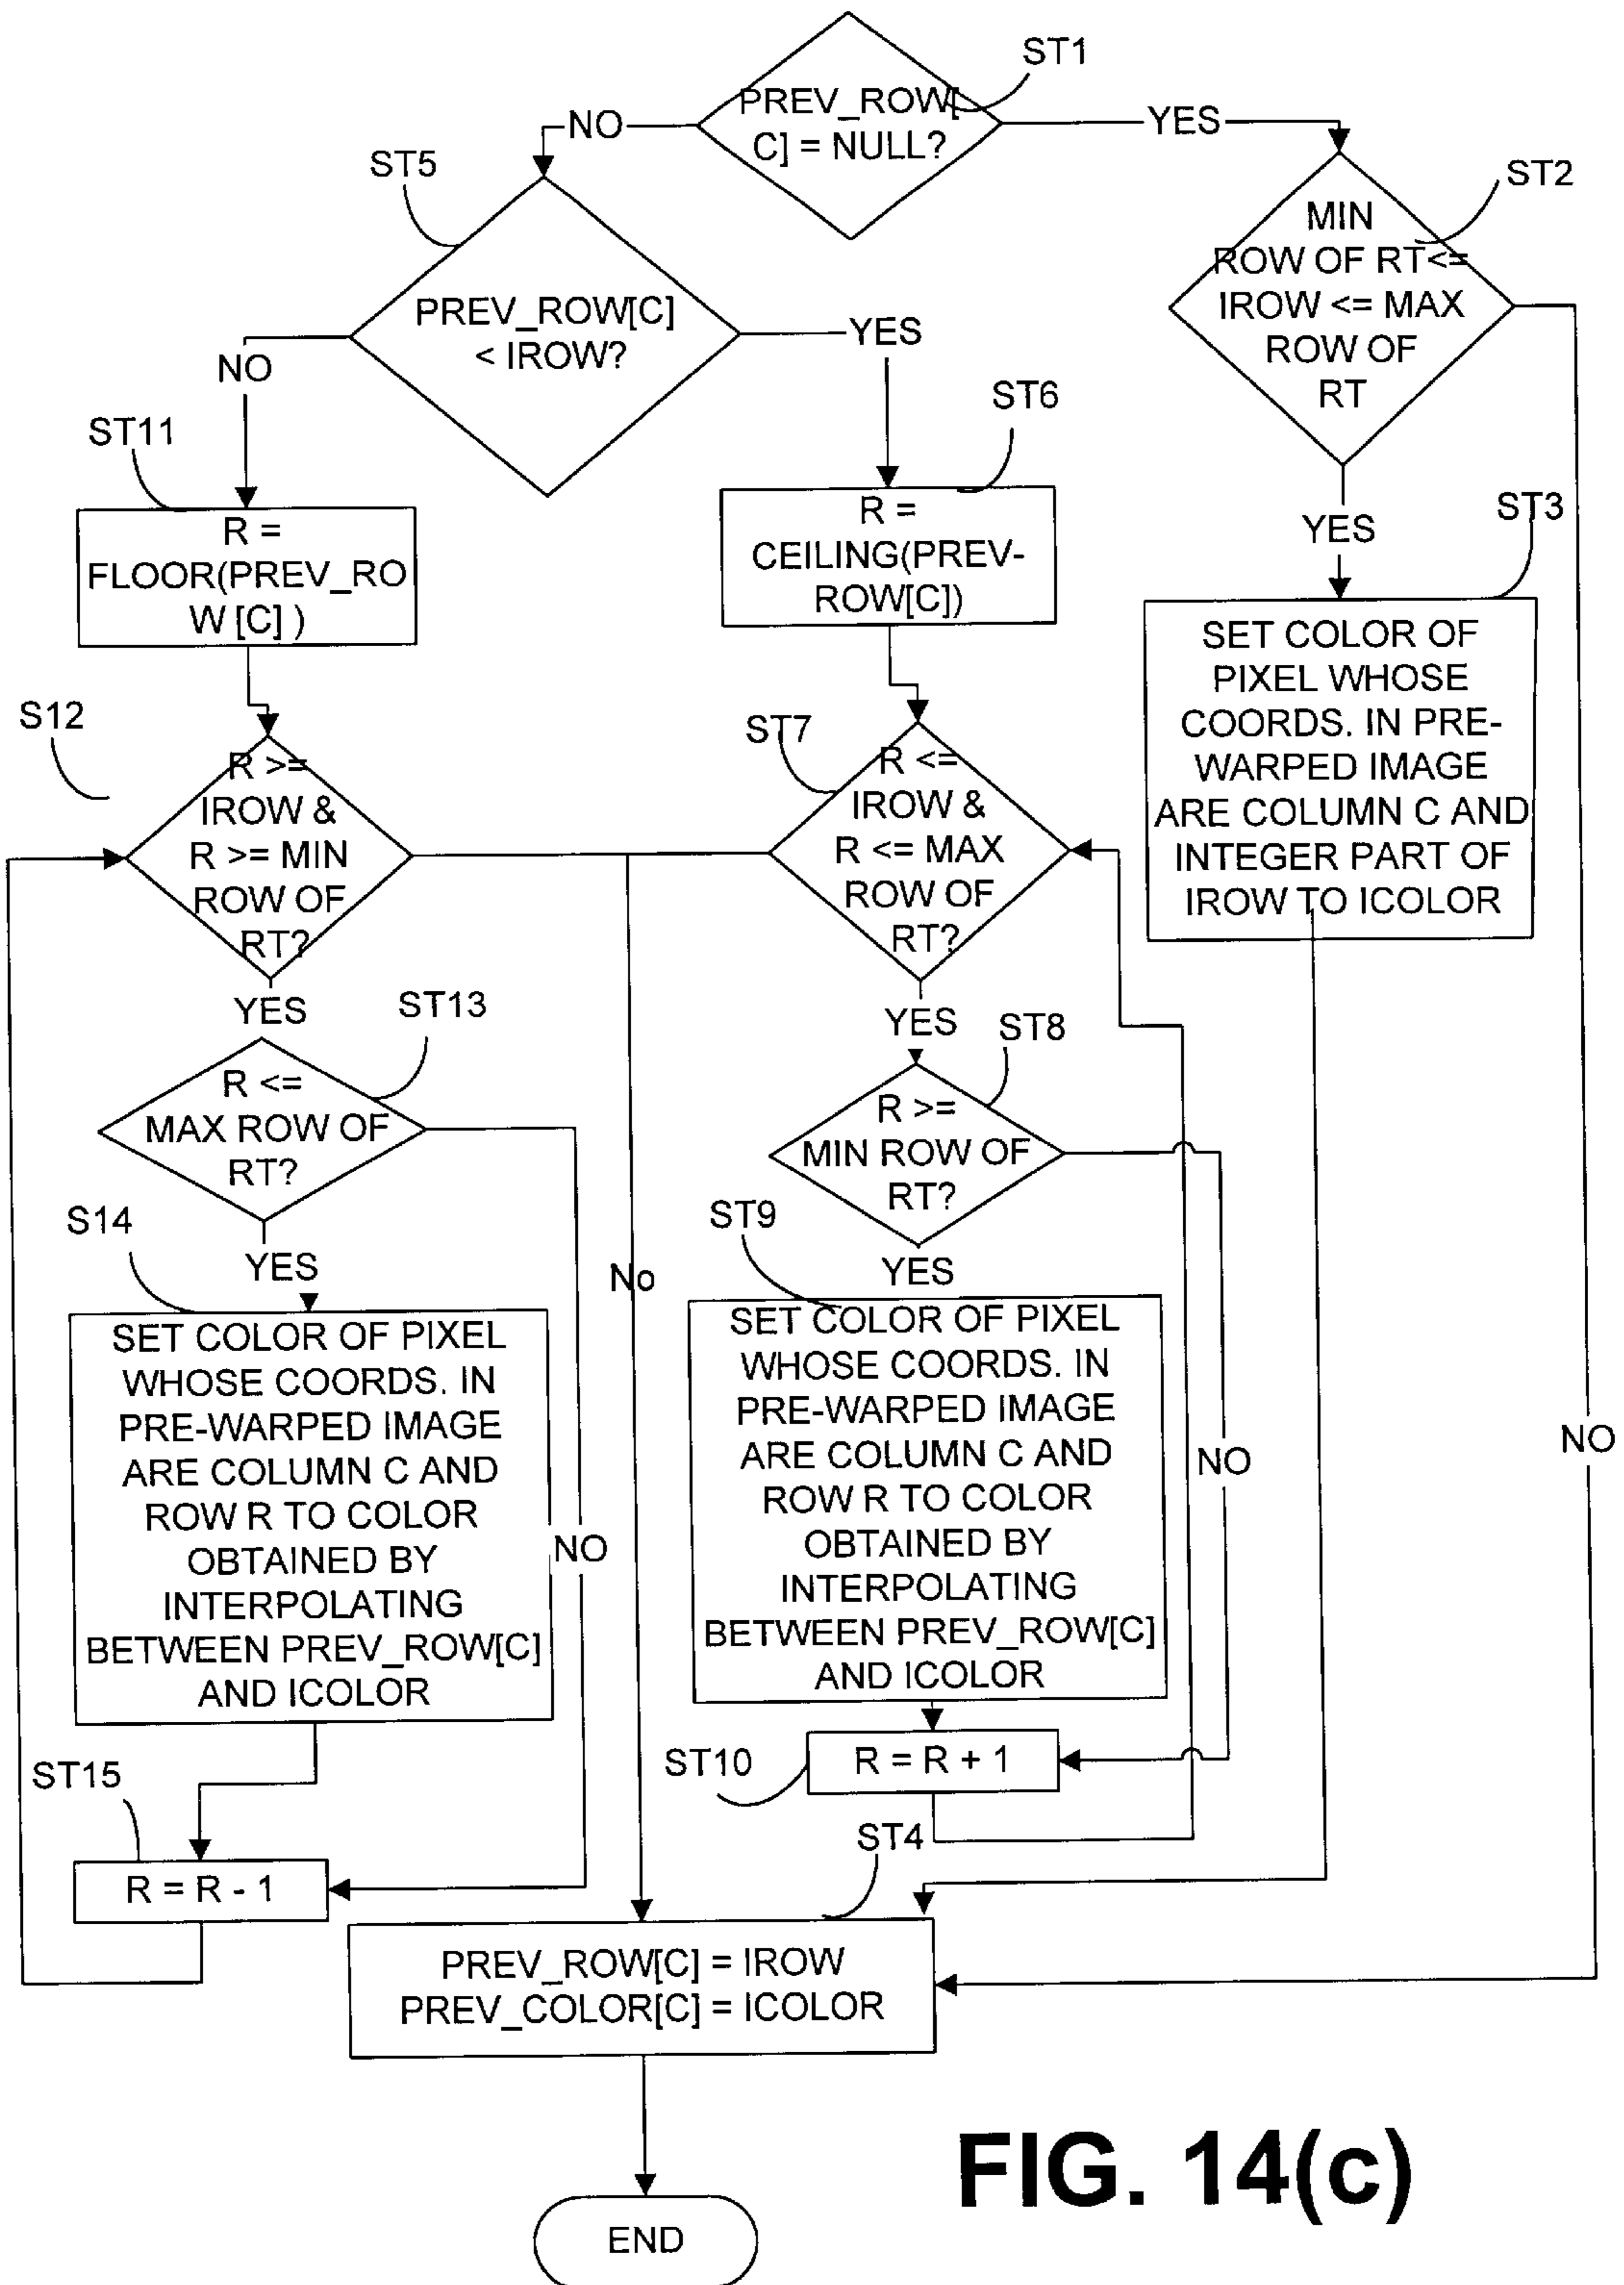 ST1
PREV_ROW[
C] = NULL?
NO
YES
ST5
PREV_ROW[C]
< IROW?
NO
YES
ST2
MIN
ROW OF RT<=
IROW <= MAX
ROW OF
RT
YES
NO
ST11
R =
FLOOR(PREV_RO
W [C] )
ST6
R =
CEILING(PREV-
ROW[C])
ST3
SET COLOR OF
PIXEL WHOSE
COORDS. IN PRE-
WARPED IMAGE
ARE COLUMN C AND
INTEGER PART OF
IROW TO ICOLOR
S12
R >=
IROW &
R >= MIN
ROW OF
RT?
YES
ST7
R <=
IROW &
R <= MAX
ROW OF
RT?
YES
No
ST13
R <=
MAX ROW OF
RT?
YES
NO
ST8
R >=
MIN ROW OF
RT?
YES
NO
S14
SET COLOR OF PIXEL
WHOSE COORDS. IN
PRE-WARPED IMAGE
ARE COLUMN C AND
ROW R TO COLOR
OBTAINED BY
INTERPOLATING
BETWEEN PREV_ROW[C]
AND ICOLOR
ST9
SET COLOR OF PIXEL
WHOSE COORDS. IN
PRE-WARPED IMAGE
ARE COLUMN C AND
ROW R TO COLOR
OBTAINED BY
INTERPOLATING
BETWEEN PREV_ROW[C]
AND ICOLOR
ST10
R = R + 1
ST15
R = R - 1
ST4
PREV_ROW[C] = IROW
PREV_COLOR[C] = ICOLOR
END
FIG. 14(c)